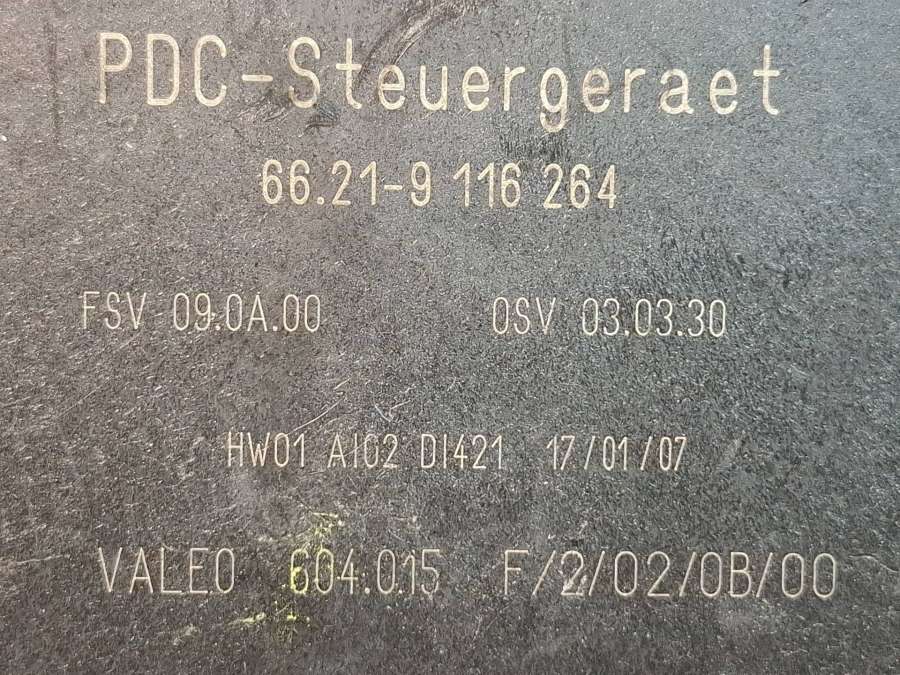 PDC-Steuergeraet
66.21-9 116 264
FSV 09.0A.00 OSV 03.03.30
HW01 AI02 DI421 17/01/07
VALEO 604.015 F/2/02/0B/00